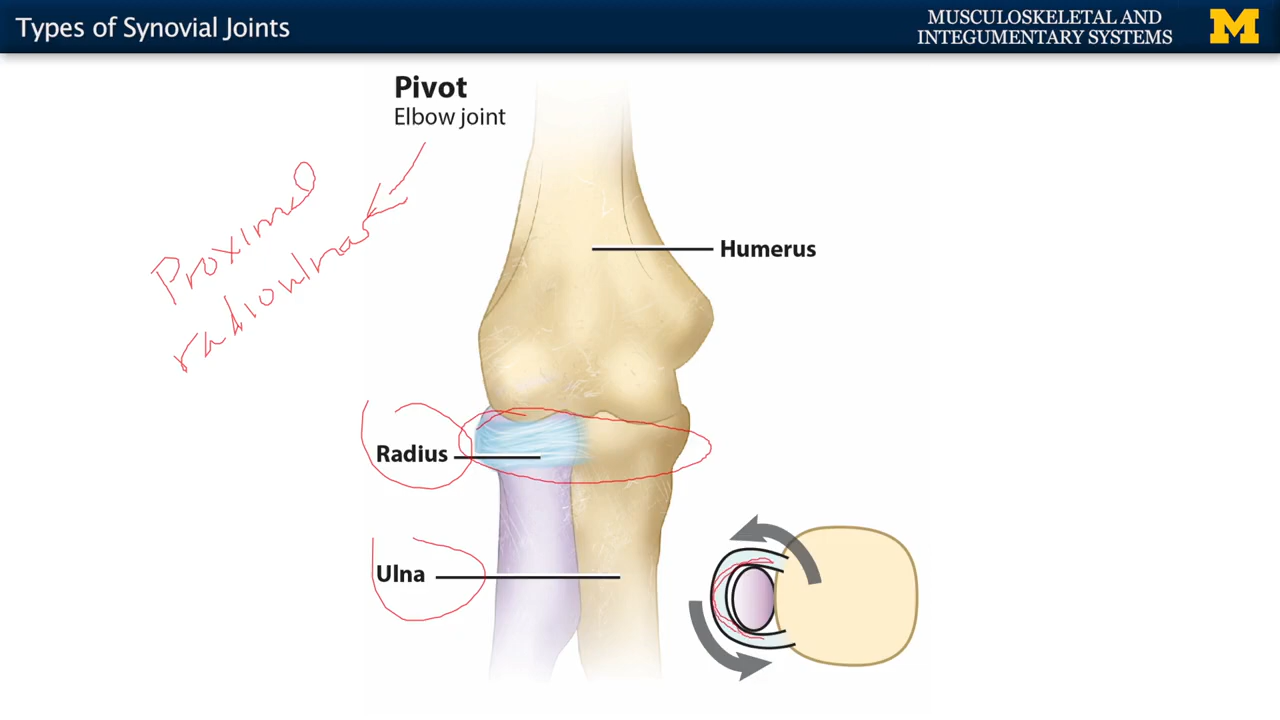 Types of Synovial Joints
MUSCULOSKELETAL AND
INTEGUMENTARY SYSTEMS
M
Pivot
Elbow joint
Proximal
radioulnar
Humerus
Radius
Ulna